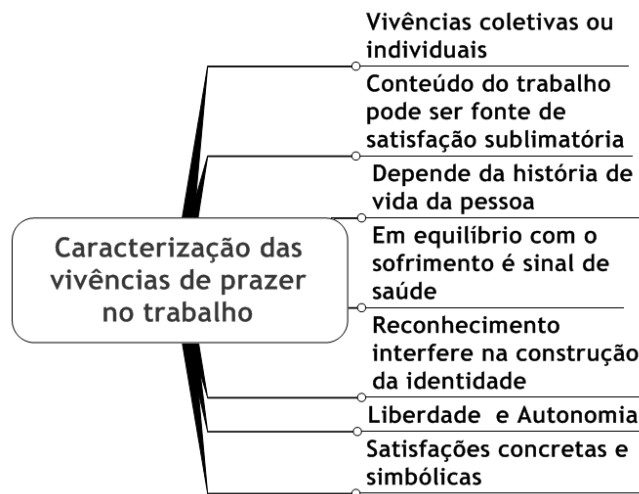 Vivências coletivas ou
individuais
Conteúdo do trabalho
pode ser fonte de
satisfação sublimatória
Depende da história de
vida da pessoa
Caracterização das
vivências de prazer
no trabalho
Em equilíbrio com o
sofrimento é sinal de
saúde
Reconhecimento
interfere na construção
da identidade
Liberdade e Autonomia
Satisfações concretas e
simbólicas